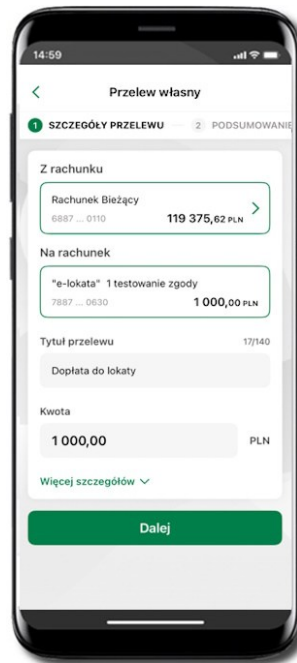 14:59
Przelew własny
1 SZCZEGÓŁY PRZELEWU 2 PODSUMOWANIE
Z rachunku
Rachunek Bieżący
6887 ... 0110 119 375,62 PLN
Na rachunek
"e-lokata" 1 testowanie zgody
7887 ... 0630 1 000,00 PLN
Tytuł przelewu 17/140
Dopłata do lokaty
Kwota
1 000,00 PLN
Więcej szczegółów
Dalej